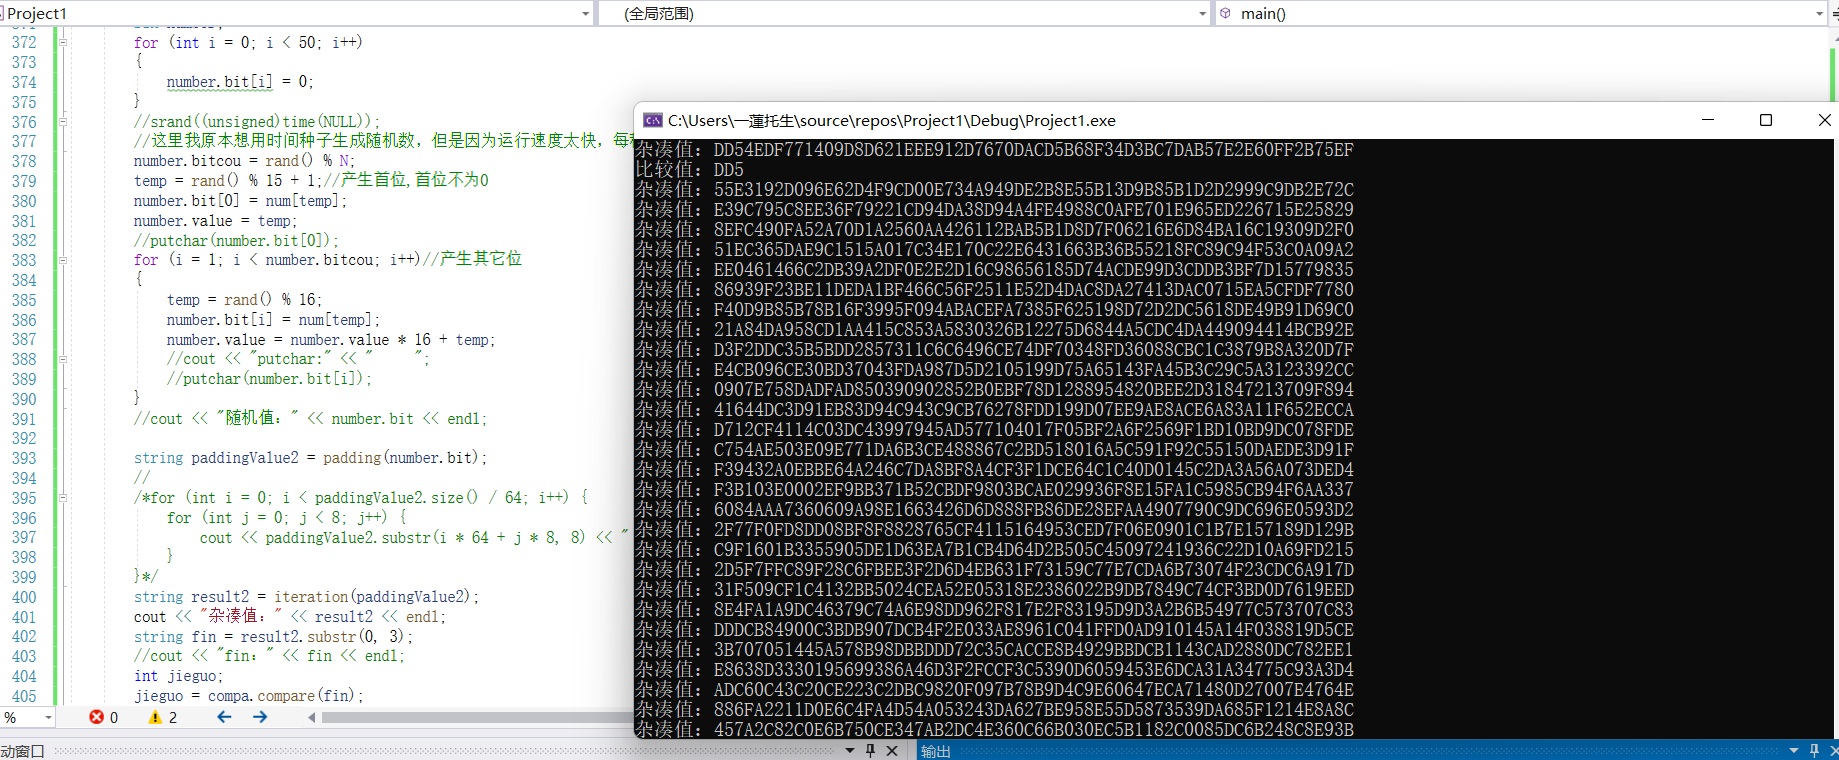 Project1
(全局范围)
main()
372 for (int i = 0; i < 50; i++)
373 {
374 number.bit[i] = 0;
375 }
376 //srand((unsigned)time(NULL));
377 //这里我原本想用时间种子生成随机数，但是因为运行速度太快，每
378 number.bitcou = rand() % N;
379 temp = rand() % 15 + 1;//产生首位,首位不为0
380 number.bit[0] = num[temp];
381 number.value = temp;
382 //putchar(number.bit[0]);
383 for (i = 1; i < number.bitcou; i++)//产生其它位
384 {
385 temp = rand() % 16;
386 number.bit[i] = num[temp];
387 number.value = number.value * 16 + temp;
388 //cout << "putchar:" << "     ";
389 //putchar(number.bit[i]);
390 }
391 //cout << "随机值：" << number.bit << endl;
392
393 string paddingValue2 = padding(number.bit);
394 //
395 /*for (int i = 0; i < paddingValue2.size() / 64; i++) {
396 for (int j = 0; j < 8; j++) {
397 cout << paddingValue2.substr(i * 64 + j * 8, 8) << "
398 }
399 }*/
400 string result2 = iteration(paddingValue2);
401 cout << "杂凑值：" << result2 << endl;
402 string fin = result2.substr(0, 3);
403 //cout << "fin：" << fin << endl;
404 int jieguo;
405 jieguo = compa.compare(fin);
%
0
2
动窗口
输出
C:\Users\一蓮托生\source\repos\Project1\Debug\Project1.exe
杂凑值：DD54EDF771409D8D621EEE912D7670DACD5B68F34D3BC7DAB57E2E60FF2B75EF
比较值：DD5
杂凑值：55E3192D096E62D4F9CD00E734A949DE2B8E55B13D9B85B1D2D2999C9DB2E72C
杂凑值：E39C795C8EE36F79221CD94DA38D94A4FE4988C0AFE701E965ED226715E25829
杂凑值：8EFC490FA52A70D1A2560AA426112BAB5B1D8D7F06216E6D84BA16C19309D2F0
杂凑值：51EC365DAE9C1515A017C34E170C22E6431663B36B55218FC89C94F53C0A09A2
杂凑值：EE0461466C2DB39A2DF0E2E2D16C98656185D74ACDE99D3CDDB3BF7D15779835
杂凑值：86939F23BE11DEDA1BF466C56F2511E52D4DAC8DA27413DAC0715EA5CFDF7780
杂凑值：F40D9B85B78B16F3995F094ABACEFA7385F625198D72D2DC5618DE49B91D69C0
杂凑值：21A84DA958CD1AA415C853A5830326B12275D6844A5CDC4DA449094414BCB92E
杂凑值：D3F2DDC35B5BDD2857311C6C6496CE74DF70348FD36088CBC1C3879B8A320D7F
杂凑值：E4CB096CE30BD37043FDA987D5D2105199D75A65143FA45B3C29C5A3123392CC
杂凑值：0907E758DADFAD850390902852B0EBF78D1288954820BEE2D31847213709F894
杂凑值：41644DC3D91EB83D94C943C9CB76278FDD199D07EE9AE8ACE6A83A11F652ECCA
杂凑值：D712CF4114C03DC43997945AD577104017F05BF2A6F2569F1BD10BD9DC078FDE
杂凑值：C754AE503E09E771DA6B3CE488867C2BD518016A5C591F92C55150DAEDE3D91F
杂凑值：F39432A0EBBE64A246C7DA8BF8A4CF3F1DCE64C1C40D0145C2DA3A56A073DED4
杂凑值：F3B103E0002EF9BB371B52CBDF9803BCAE029936F8E15FA1C5985CB94F6AA337
杂凑值：6084AAA7360609A98E1663426D6D888FB86DE28EFAA4907790C9DC696E0593D2
杂凑值：2F77F0FD8DD08BF8F8828765CF4115164953CED7F06E0901C1B7E157189D129B
杂凑值：C9F1601B3355905DE1D63EA7B1CB4D64D2B505C45097241936C22D10A69FD215
杂凑值：2D5F7FFC89F28C6FBEE3F2D6D4EB631F73159C77E7CDA6B73074F23CDC6A917D
杂凑值：31F509CF1C4132BB5024CEA52E05318E2386022B9DB7849C74CF3BD0D7619EED
杂凑值：8E4FA1A9DC46379C74A6E98DD962F817E2F83195D9D3A2B6B54977C573707C83
杂凑值：DDDCB84900C3BDB907DCB4F2E033AE8961C041FFD0AD910145A14F038819D5CE
杂凑值：3B707051445A578B98DBBDDD72C35CACCE8B4929BBDCB1143CAD2880DC782EE1
杂凑值：E8638D3330195699386A46D3F2FCCF3C5390D6059453E6DCA31A34775C93A3D4
杂凑值：ADC60C43C20CE223C2DBC9820F097B78B9D4C9E60647ECA71480D27007E4764E
杂凑值：886FA2211D0E6C4FA4D54A053243DA627BE958E55D5873539DA685F1214E8A8C
杂凑值：457A2C82C0E6B750CE347AB2DC4E360C66B030EC5B1182C0085DC6B248C8E93B